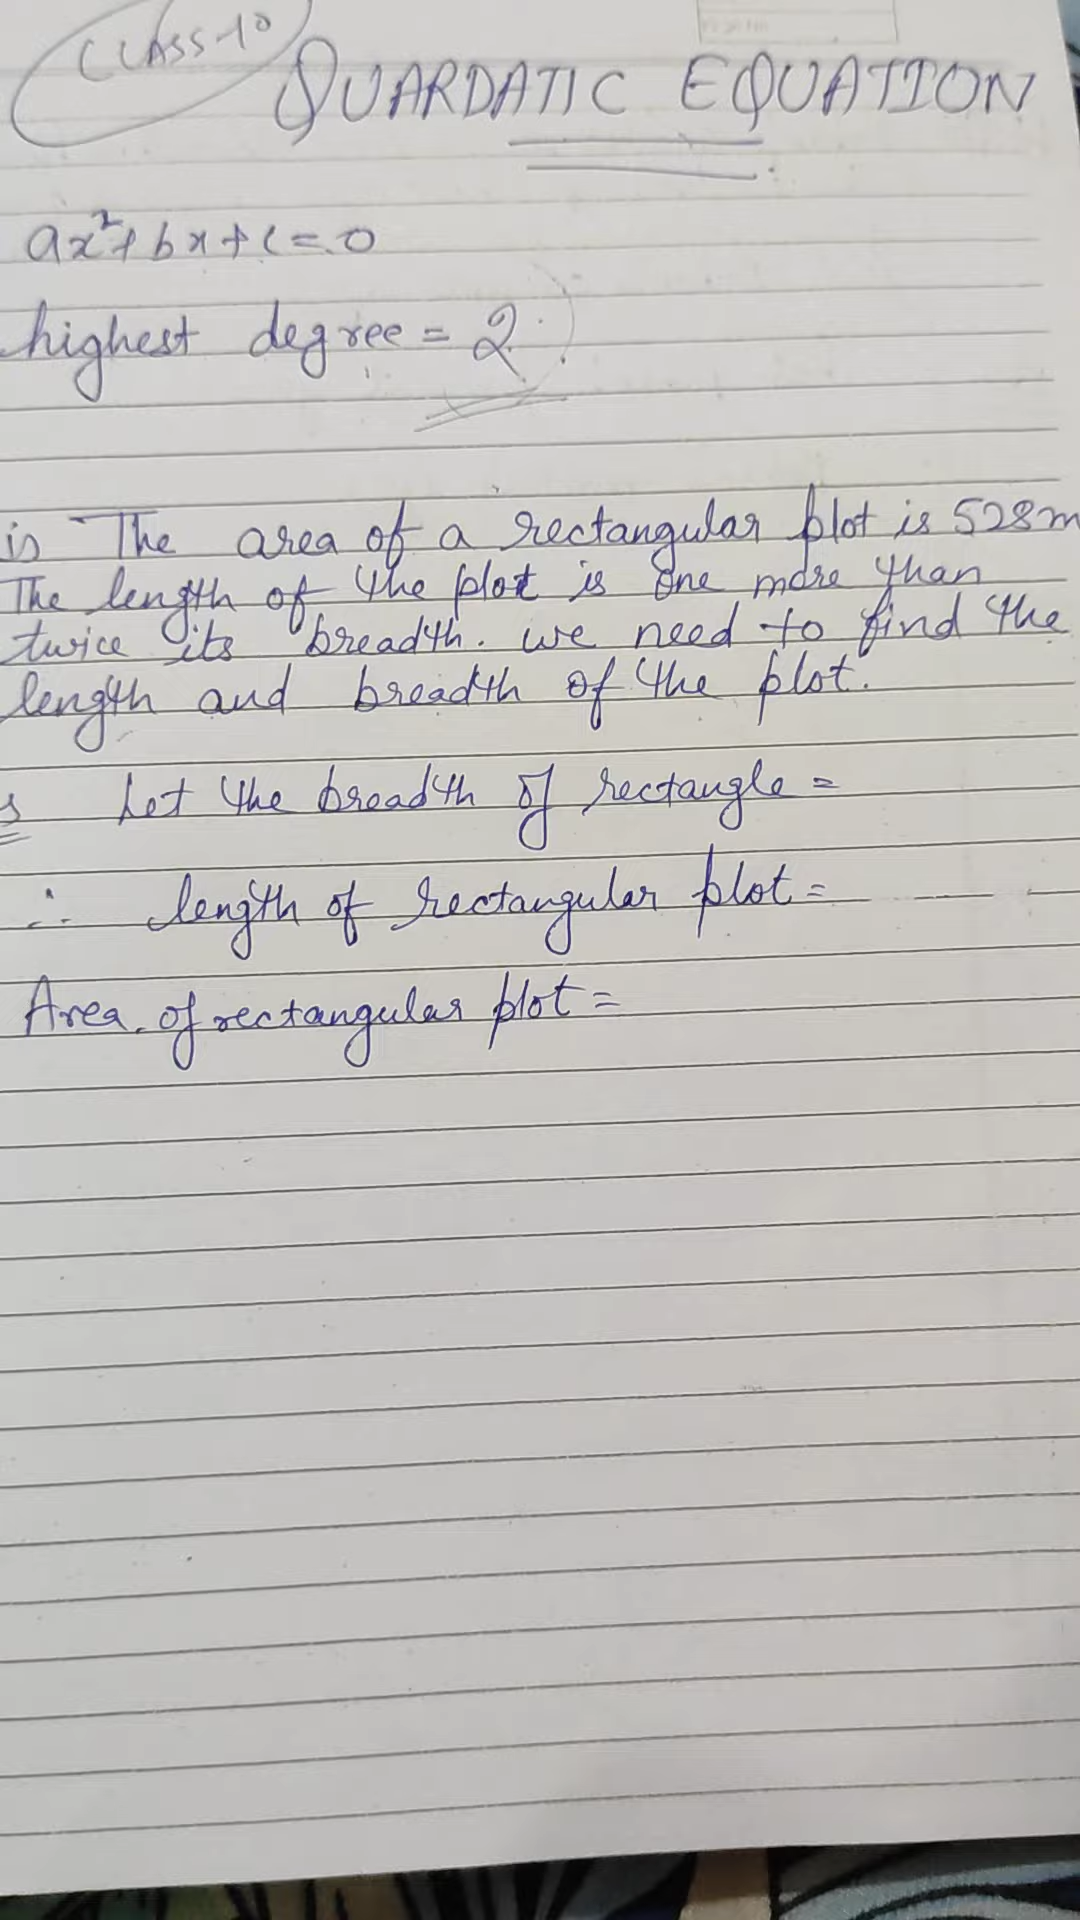 CLASS-10
QUARDATIC EQUATION
ax²+bx+c=0
highest degree = 2
is The area of a rectangular plot is 528m
The length of the plot is one more than
twice its breadth. we need to find the
length and breadth of the plot.
s Let the breadth of rectangle =
∴ length of rectangular plot =
Area of rectangular plot =